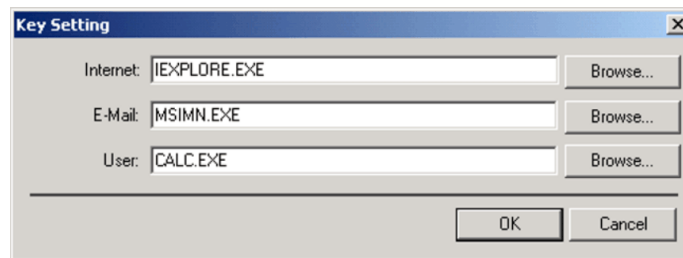 Key Setting
Internet: IEXPLORE.EXE Browse...
E-Mail: MSIMN.EXE Browse...
User: CALC.EXE Browse...
OK Cancel